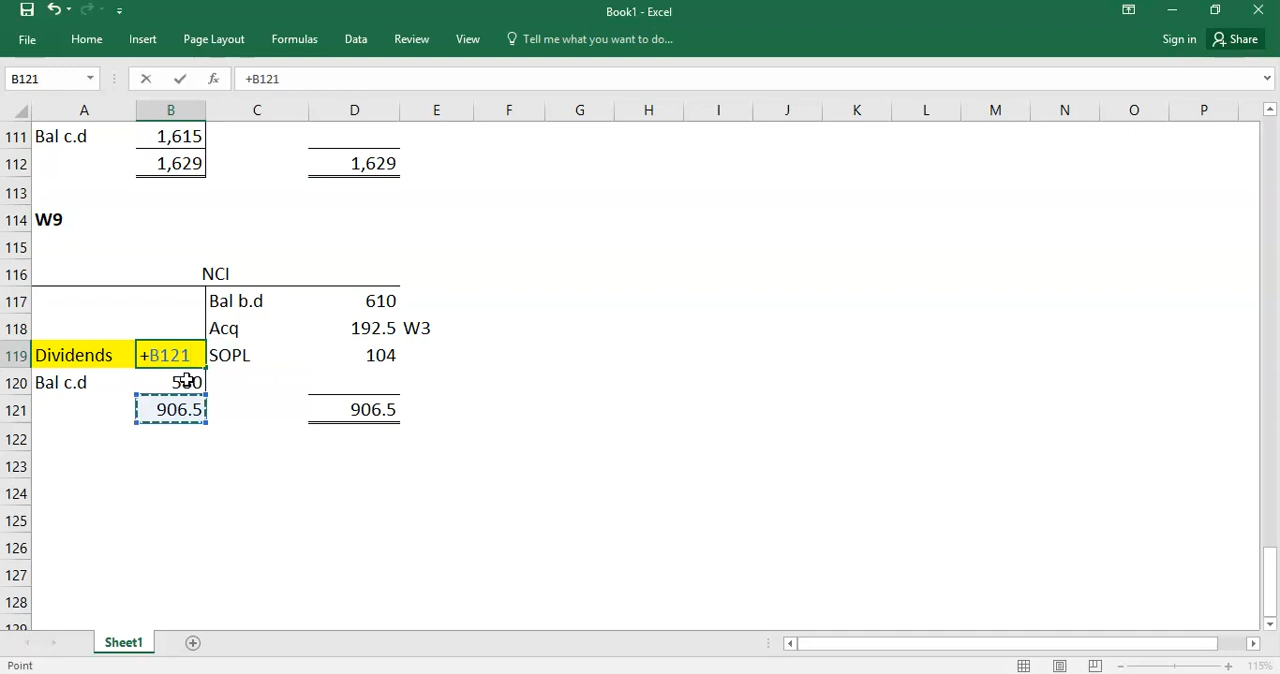 Book1 - Excel
File Home Insert Page Layout Formulas Data Review View Tell me what you want to do... Sign in Share
B121 fx +B121
A B C D E F G H I J K L M N O P
111 Bal c.d 1,615
112 1,629 1,629
113
114 W9
115
116 NCI
117 Bal b.d 610
118 Acq 192.5 W3
119 Dividends +B121 SOPL 104
120 Bal c.d
121 906.5 906.5
122
123
124
125
126
127
128
129
Sheet1
Point 115%